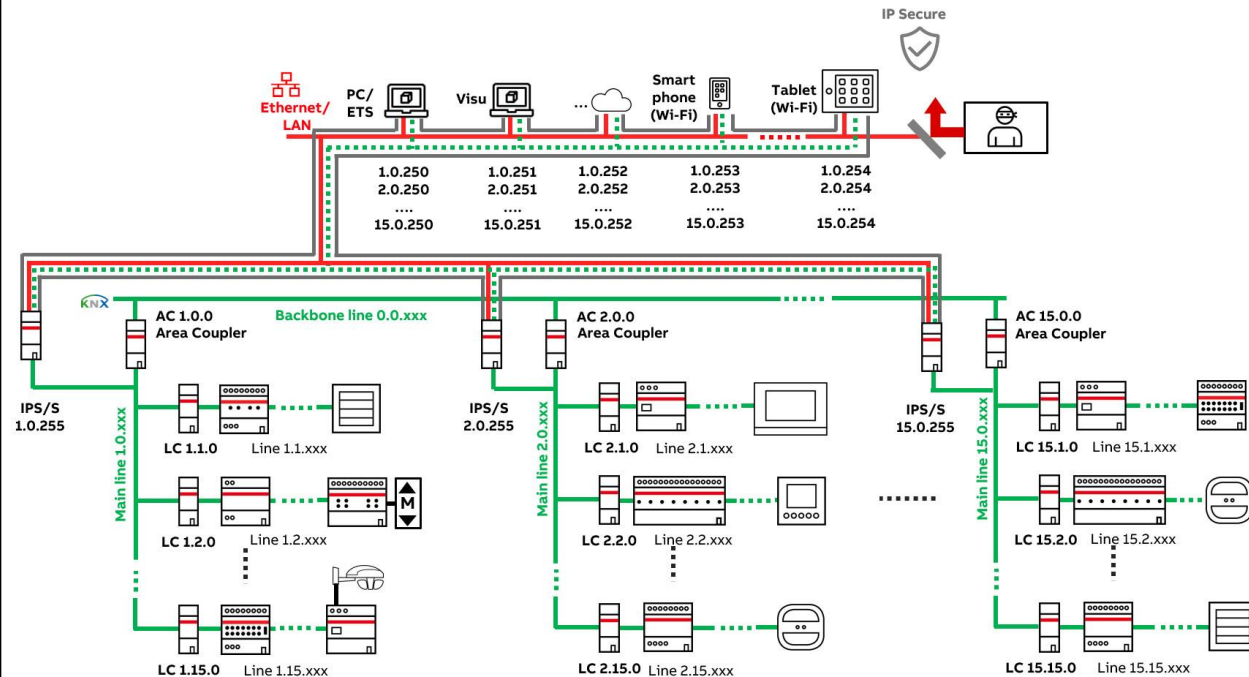 IP Secure
Ethernet/
LAN
PC/
ETS
Visu
...
Smart
phone
(Wi-Fi)
Tablet
(Wi-Fi)
1.0.250
2.0.250
....
15.0.250
1.0.251
2.0.251
....
15.0.251
1.0.252
2.0.252
....
15.0.252
1.0.253
2.0.253
....
15.0.253
1.0.254
2.0.254
....
15.0.254
KNX
Backbone line 0.0.xxx
AC 1.0.0
Area Coupler
AC 2.0.0
Area Coupler
AC 15.0.0
Area Coupler
IPS/S
1.0.255
Main line 1.0.xxx
LC 1.1.0
Line 1.1.xxx
LC 1.2.0
Line 1.2.xxx
M
LC 1.15.0
Line 1.15.xxx
IPS/S
2.0.255
Main line 2.0.xxx
LC 2.1.0
Line 2.1.xxx
LC 2.2.0
Line 2.2.xxx
LC 2.15.0
Line 2.15.xxx
IPS/S
15.0.255
Main line 15.0.xxx
LC 15.1.0
Line 15.1.xxx
LC 15.2.0
Line 15.2.xxx
LC 15.15.0
Line 15.15.xxx